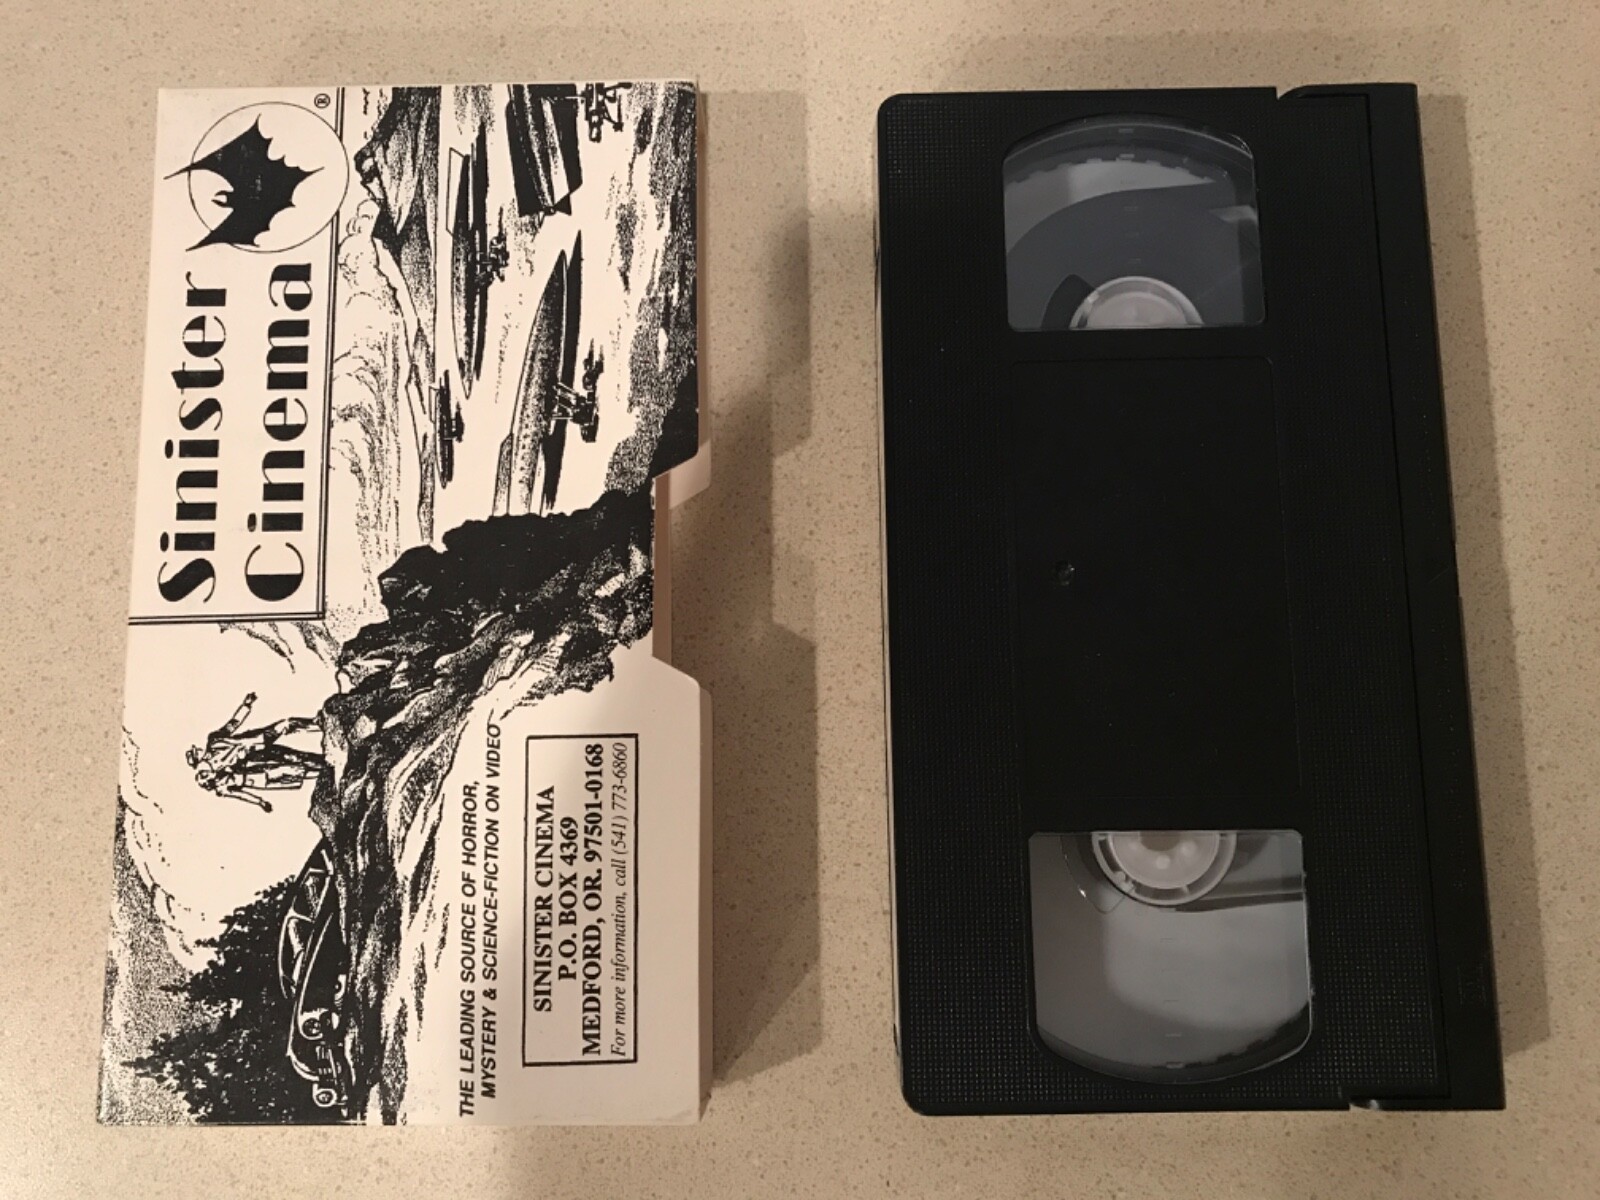 Sinister
Cinema
®
THE LEADING SOURCE OF HORROR,
MYSTERY & SCIENCE-FICTION ON VIDEO
SINISTER CINEMA
P.O. BOX 4369
MEDFORD, OR. 97501-0168
For more information, call (541) 773-6860